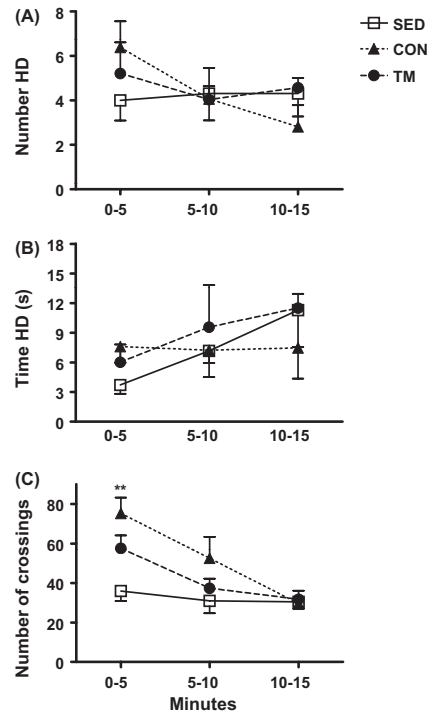 (A)
Number HD
8
6
4
2
0
0-5 5-10 10-15
SED
CON
TM
(B)
Time HD (s)
18
15
12
9
6
3
0
0-5 5-10 10-15
(C)
Number of crossings
80
60
40
20
0
**
0-5 5-10 10-15
Minutes